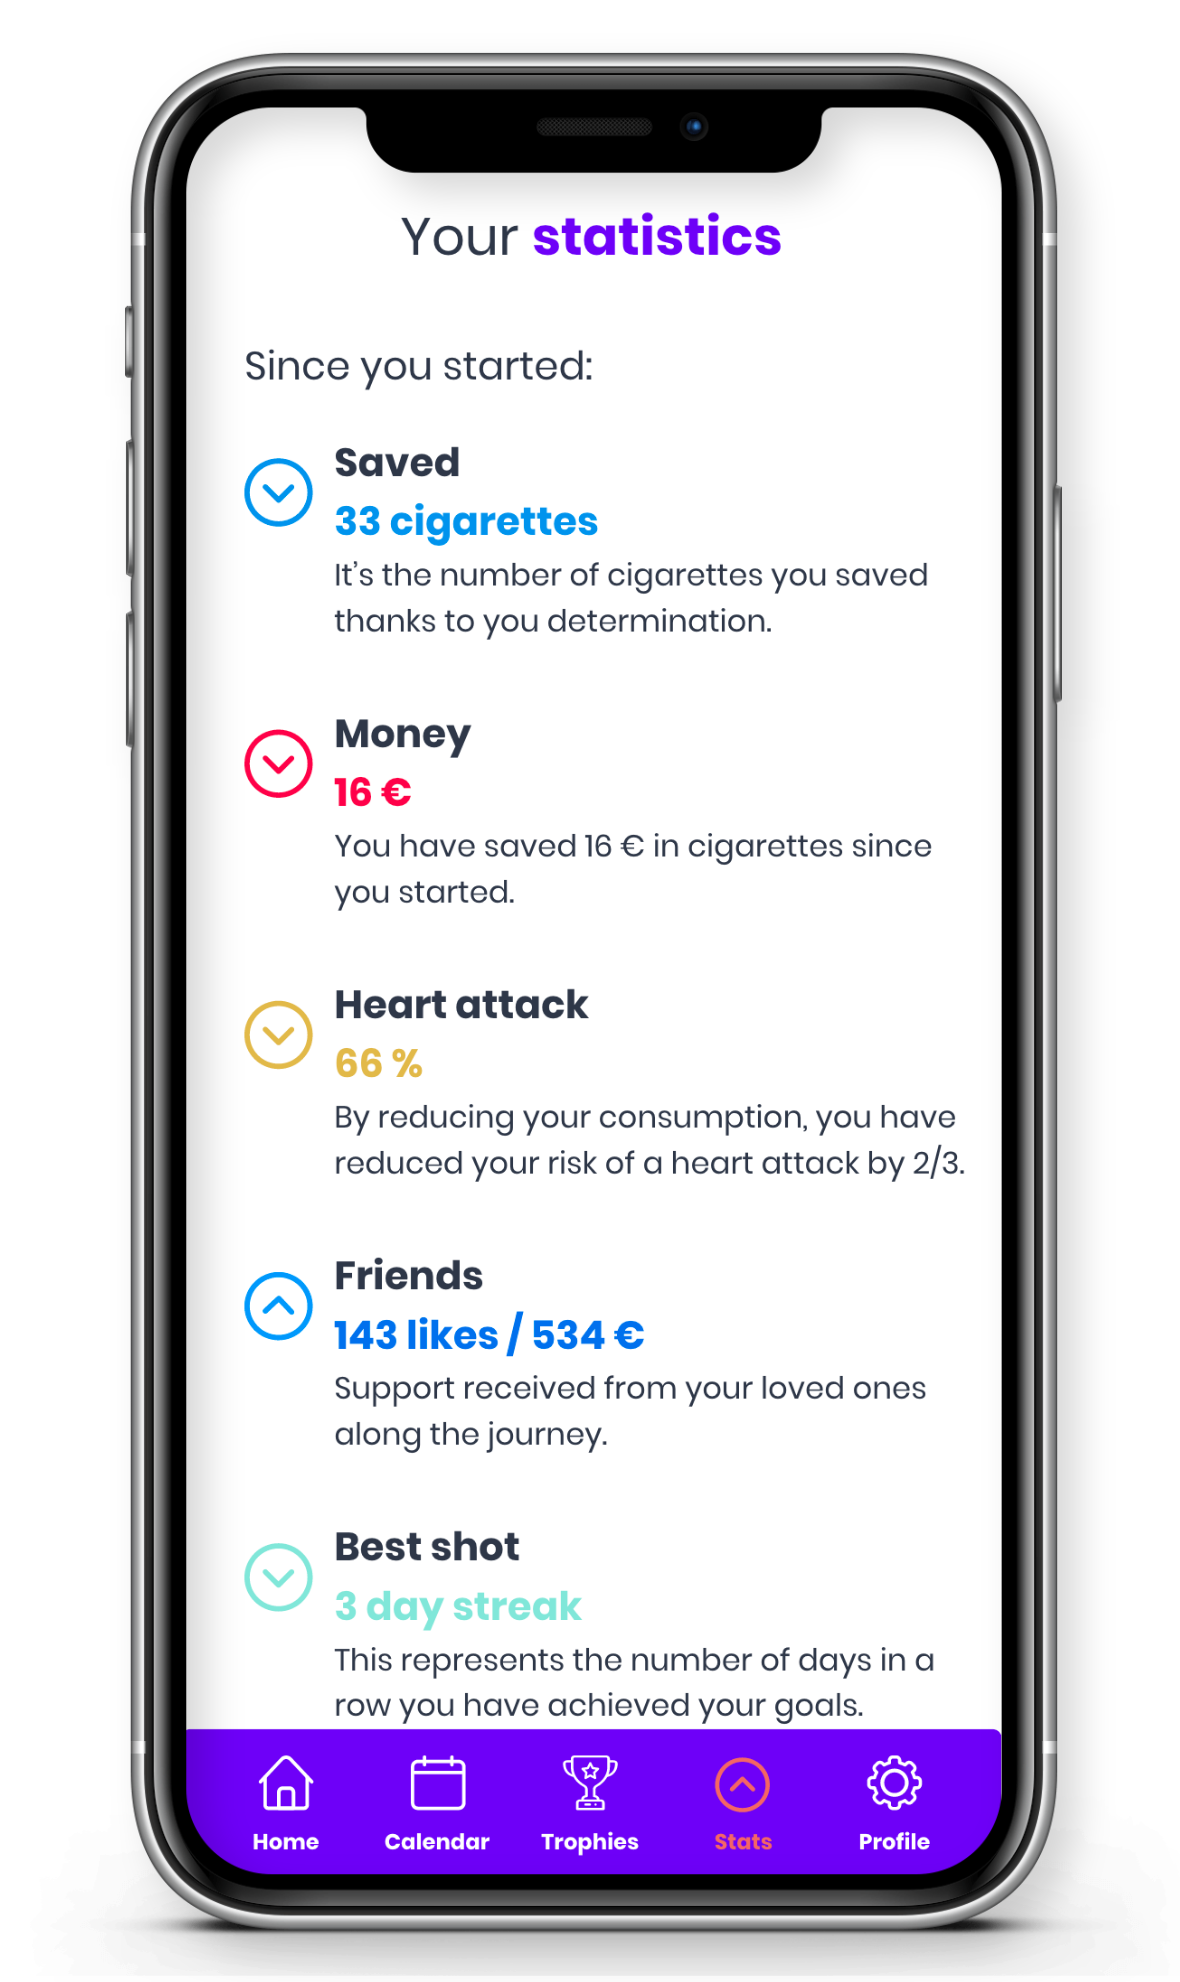 Your statistics
Since you started:
Saved
33 cigarettes
It's the number of cigarettes you saved
thanks to you determination.
Money
16 €
You have saved 16 € in cigarettes since
you started.
Heart attack
66 %
By reducing your consumption, you have
reduced your risk of a heart attack by 2/3.
Friends
143 likes / 534 €
Support received from your loved ones
along the journey.
Best shot
3 day streak
This represents the number of days in a
row you have achieved your goals.
Home Calendar Trophies Stats Profile